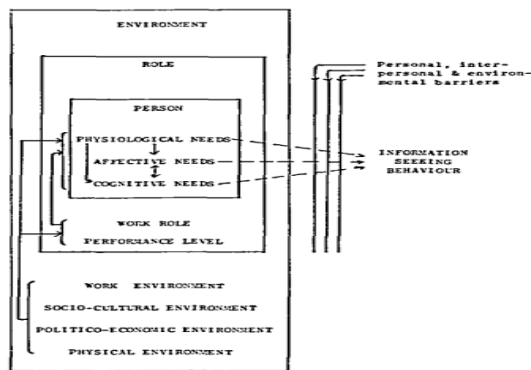 ENVIRONMENT
ROLE
PERSON
PHYSIOLOGICAL NEEDS
AFFECTIVE NEEDS
COGNITIVE NEEDS
WORK ROLE
PERFORMANCE LEVEL
WORK ENVIRONMENT
SOCIO-CULTURAL ENVIRONMENT
POLITICO-ECONOMIC ENVIRONMENT
PHYSICAL ENVIRONMENT
Personal, inter-
personal & environ-
mental barriers
INFORMATION
SEEKING
BEHAVIOUR